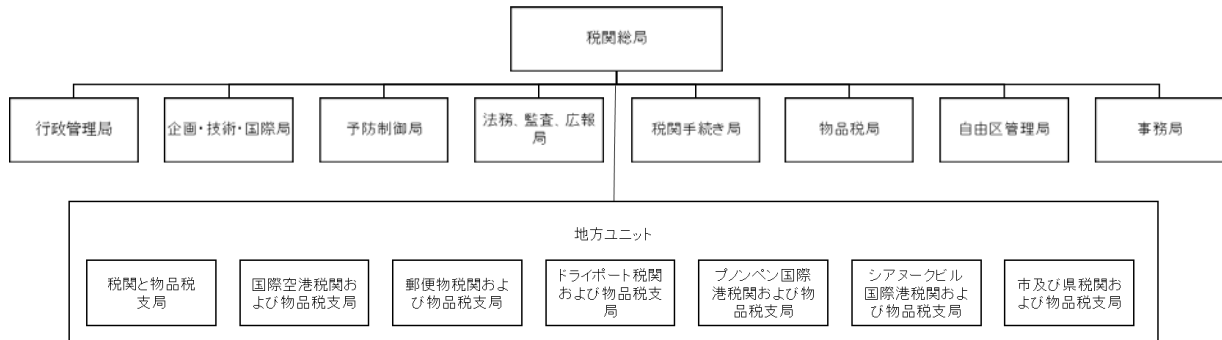 税関総局
行政管理局
企画・技術・国際局
予防制御局
法務、監査、広報
局
税関手続き局
物品税局
自由区管理局
事務局
地方ユニット
税関と物品税
支局
国際空港税関お
よび物品税支局
郵便物税関およ
び物品税支局
ドライポート税関
および物品税支
局
プノンペン国際
港税関および物
品税支局
シアヌークビル
国際港税関およ
び物品税支局
市及び県税関お
よび物品税支局